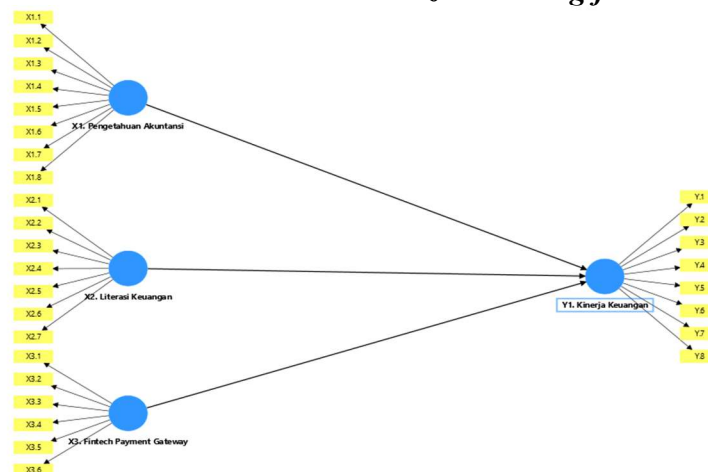 X1.1
X1.2
X1.3
X1.4
X1.5
X1.6
X1.7
X1.8
X1. Pengetahuan Akuntansi
X2.1
X2.2
X2.3
X2.4
X2.5
X2.6
X2.7
X2. Literasi Keuangan
X3.1
X3.2
X3.3
X3.4
X3.5
X3.6
X3. Fintech Payment Gateway
Y.1
Y.2
Y.3
Y.4
Y.5
Y.6
Y.7
Y.8
Y1. Kinerja Keuangan